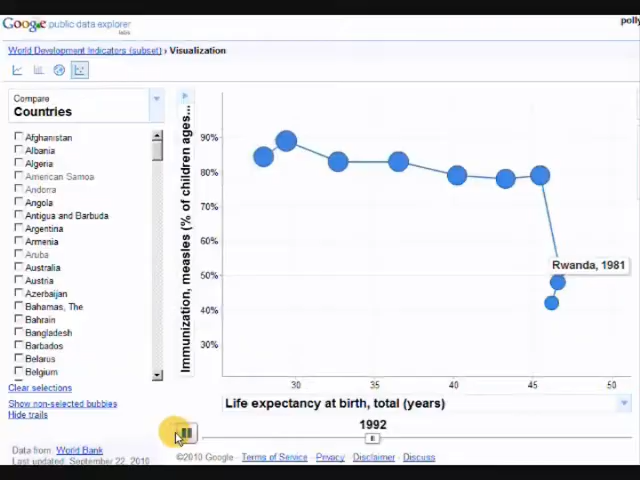 Google public data explorer
labs
polly
World Development Indicators (subset) › Visualization
Compare
Countries
Afghanistan
Albania
Algeria
American Samoa
Andorra
Angola
Antigua and Barbuda
Argentina
Armenia
Aruba
Australia
Austria
Azerbaijan
Bahamas, The
Bahrain
Bangladesh
Barbados
Belarus
Belgium
Clear selections
Show non-selected bubbles
Hide trails
Data from: World Bank
Last updated: September 22, 2010
Immunization, measles (% of children ages...
90%
80%
70%
60%
50%
40%
30%
Rwanda, 1981
30 35 40 45 50
Life expectancy at birth, total (years)
1992
©2010 Google - Terms of Service - Privacy - Disclaimer - Discuss